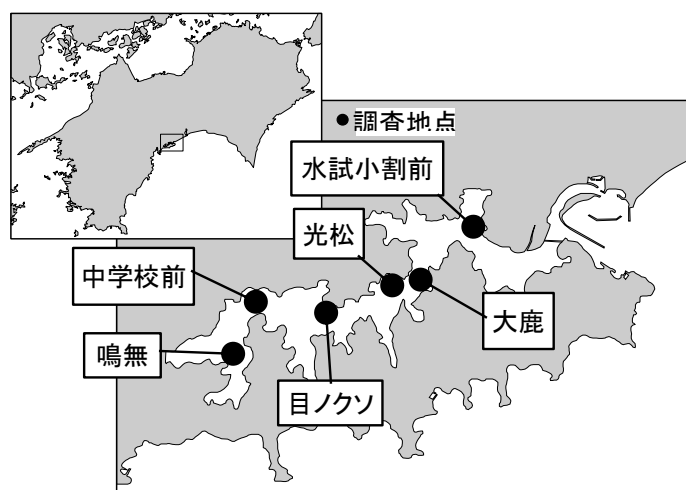 ●調査地点
水試小割前
光松
中学校前
大鹿
鳴無
目ノクソ